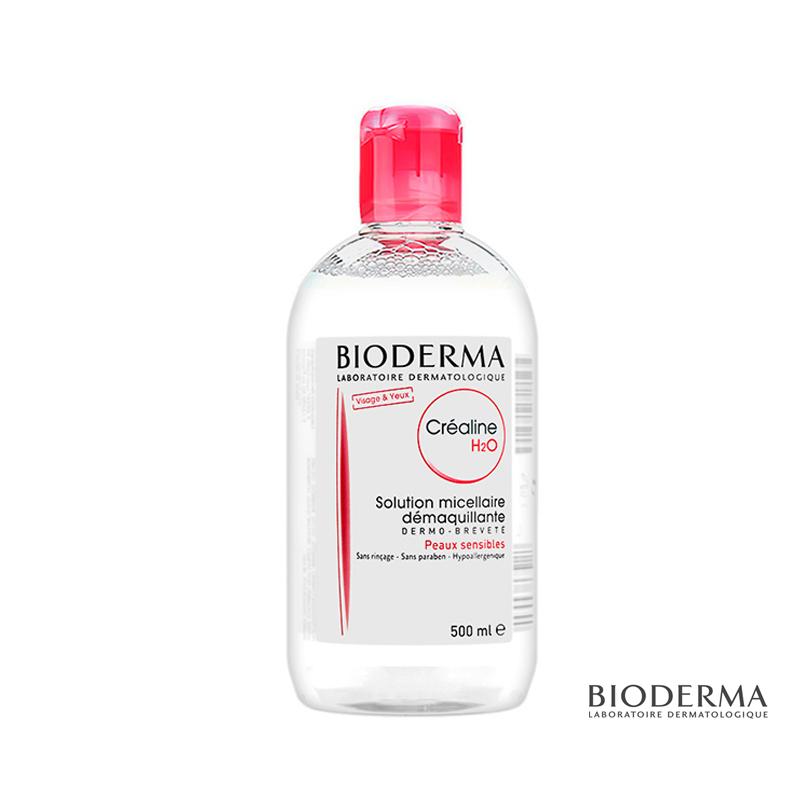 BIODERMA
LABORATOIRE DERMATOLOGIQUE
Visage & Yeux
Créaline
H2O
Solution micellaire
démaquillante
DERMO-BREVETÉ
Peaux sensibles
Sans rinçage - Sans paraben - Hypoallergénique
500 ml ℮
BIODERMA
LABORATOIRE DERMATOLOGIQUE